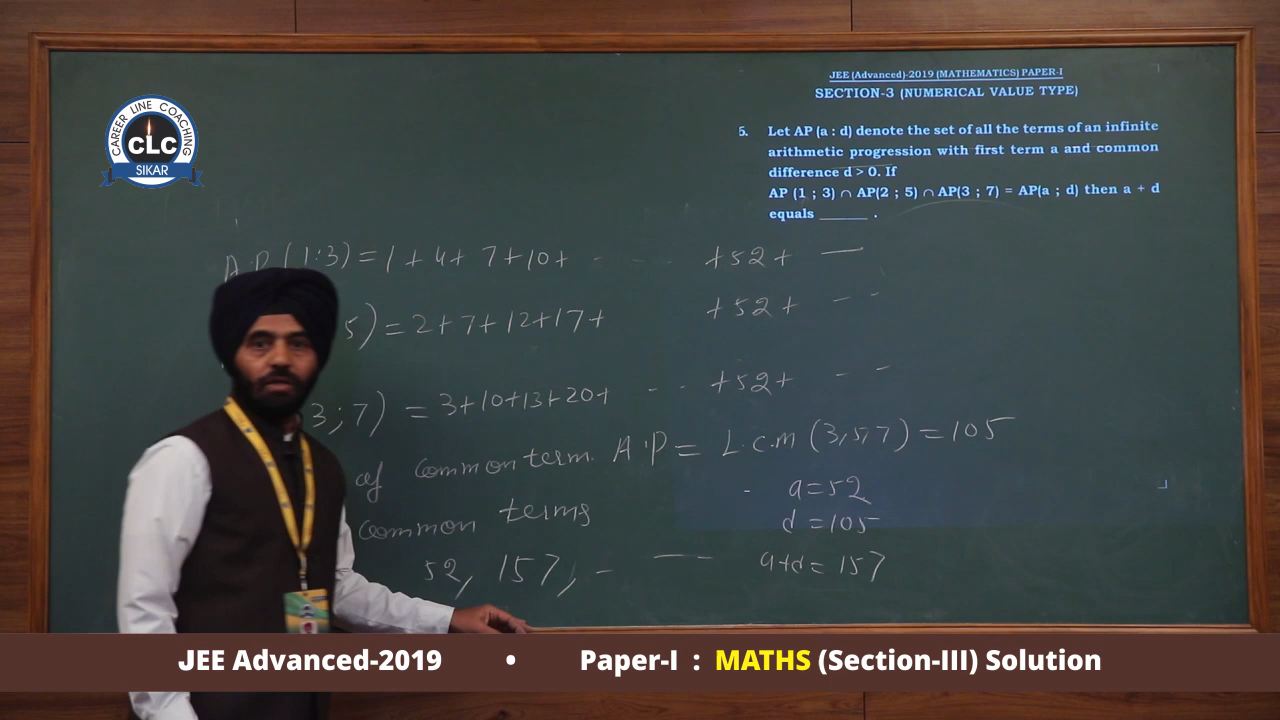 JEE (Advanced)-2019 (MATHEMATICS) PAPER-I
SECTION-3 (NUMERICAL VALUE TYPE)
5. Let AP (a : d) denote the set of all the terms of an infinite
arithmetic progression with first term a and common
difference d > 0. If
AP (1 ; 3) ∩ AP(2 ; 5) ∩ AP(3 ; 7) = AP(a ; d) then a + d
equals ______ .
CAREER LINE COACHING
CLC
SIKAR
A.P (1:3) = 1 + 4 + 7 + 10 + - - - +52+ —
5) = 2 + 7 + 12 + 17 + +52+ - -
3;7) = 3+10+13+20+ - - +52+ - -
of common term A.P = L.c.m (3,5,7) = 105
a=52
common terms
d =105
52, 157, - — a+d = 157
JEE Advanced-2019 • Paper-I : MATHS (Section-III) Solution